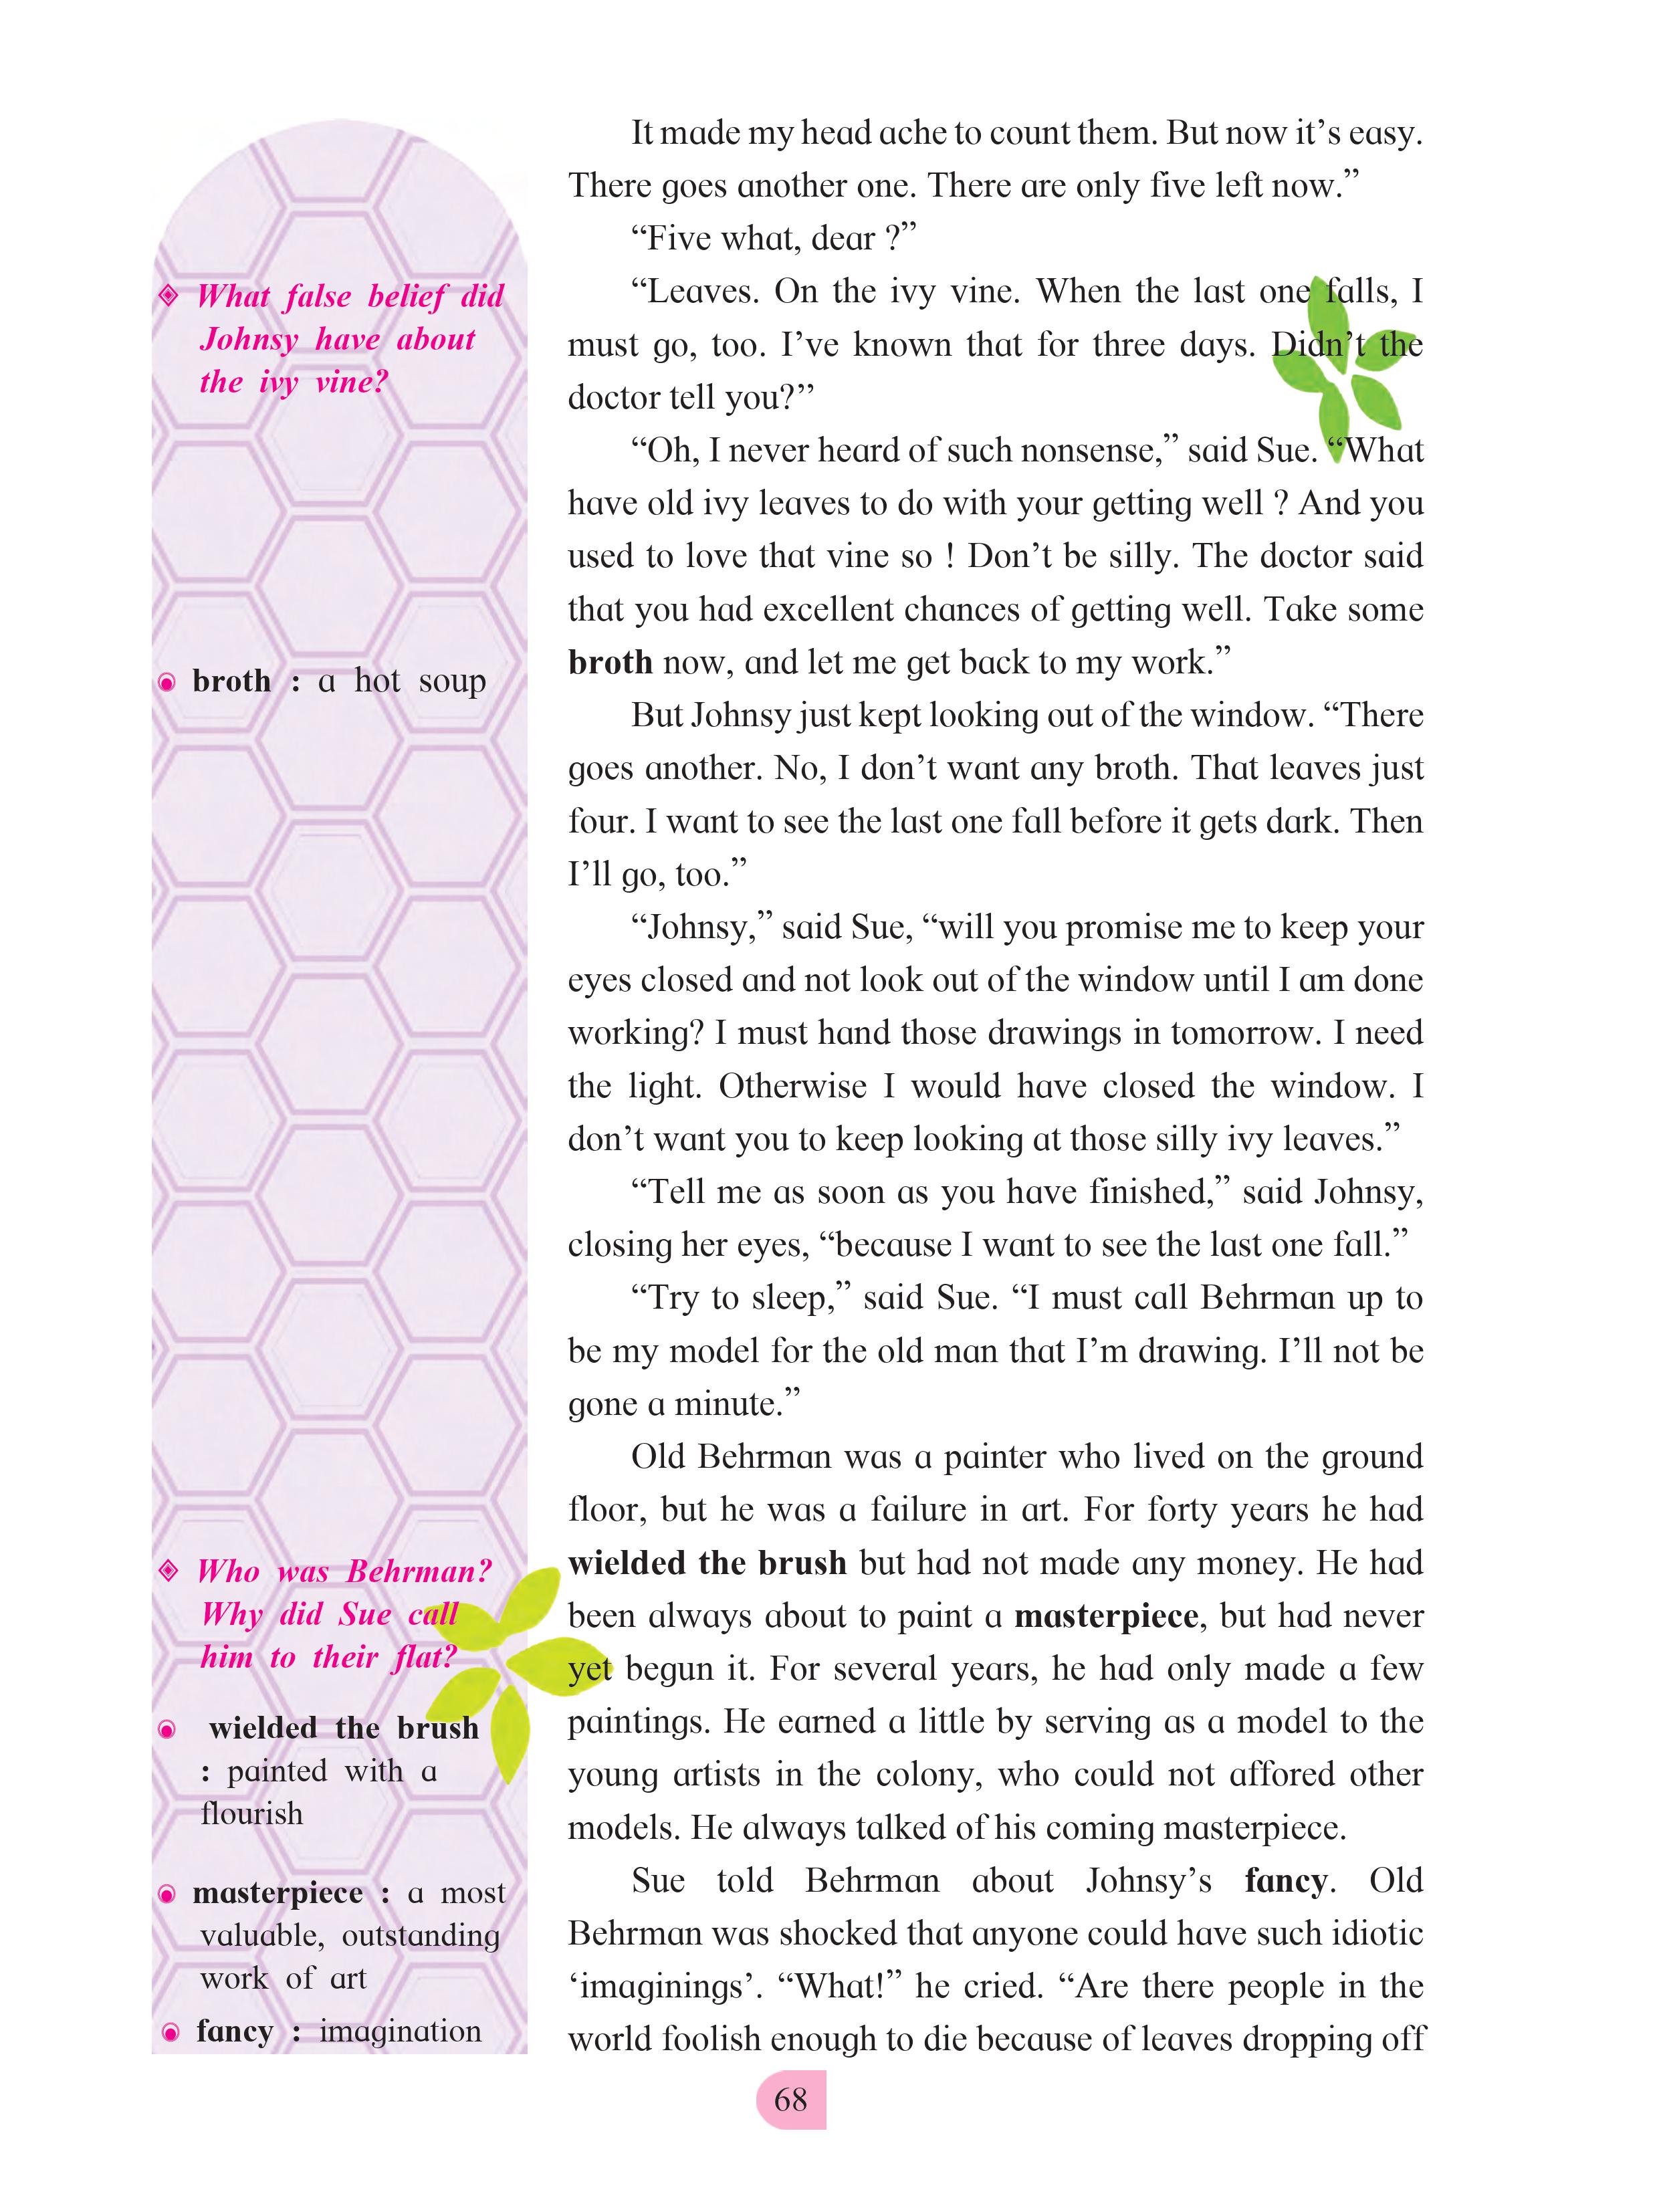 It made my head ache to count them. But now it’s easy.
There goes another one. There are only five left now.”
“Five what, dear ?”
“Leaves. On the ivy vine. When the last one falls, I
must go, too. I’ve known that for three days. Didn’t the
doctor tell you?’’
“Oh, I never heard of such nonsense,” said Sue. “What
have old ivy leaves to do with your getting well ? And you
used to love that vine so ! Don’t be silly. The doctor said
that you had excellent chances of getting well. Take some
broth now, and let me get back to my work.”
But Johnsy just kept looking out of the window. “There
goes another. No, I don’t want any broth. That leaves just
four. I want to see the last one fall before it gets dark. Then
I’ll go, too.”
“Johnsy,” said Sue, “will you promise me to keep your
eyes closed and not look out of the window until I am done
working? I must hand those drawings in tomorrow. I need
the light. Otherwise I would have closed the window. I
don’t want you to keep looking at those silly ivy leaves.”
“Tell me as soon as you have finished,” said Johnsy,
closing her eyes, “because I want to see the last one fall.”
“Try to sleep,” said Sue. “I must call Behrman up to
be my model for the old man that I’m drawing. I’ll not be
gone a minute.”
Old Behrman was a painter who lived on the ground
floor, but he was a failure in art. For forty years he had
wielded the brush but had not made any money. He had
been always about to paint a masterpiece, but had never
yet begun it. For several years, he had only made a few
paintings. He earned a little by serving as a model to the
young artists in the colony, who could not affored other
models. He always talked of his coming masterpiece.
Sue told Behrman about Johnsy’s fancy. Old
Behrman was shocked that anyone could have such idiotic
‘imaginings’. “What!” he cried. “Are there people in the
world foolish enough to die because of leaves dropping off
What false belief did
Johnsy have about
the ivy vine?
broth : a hot soup
Who was Behrman?
Why did Sue call
him to their flat?
wielded the brush
: painted with a
flourish
masterpiece : a most
valuable, outstanding
work of art
fancy : imagination
68